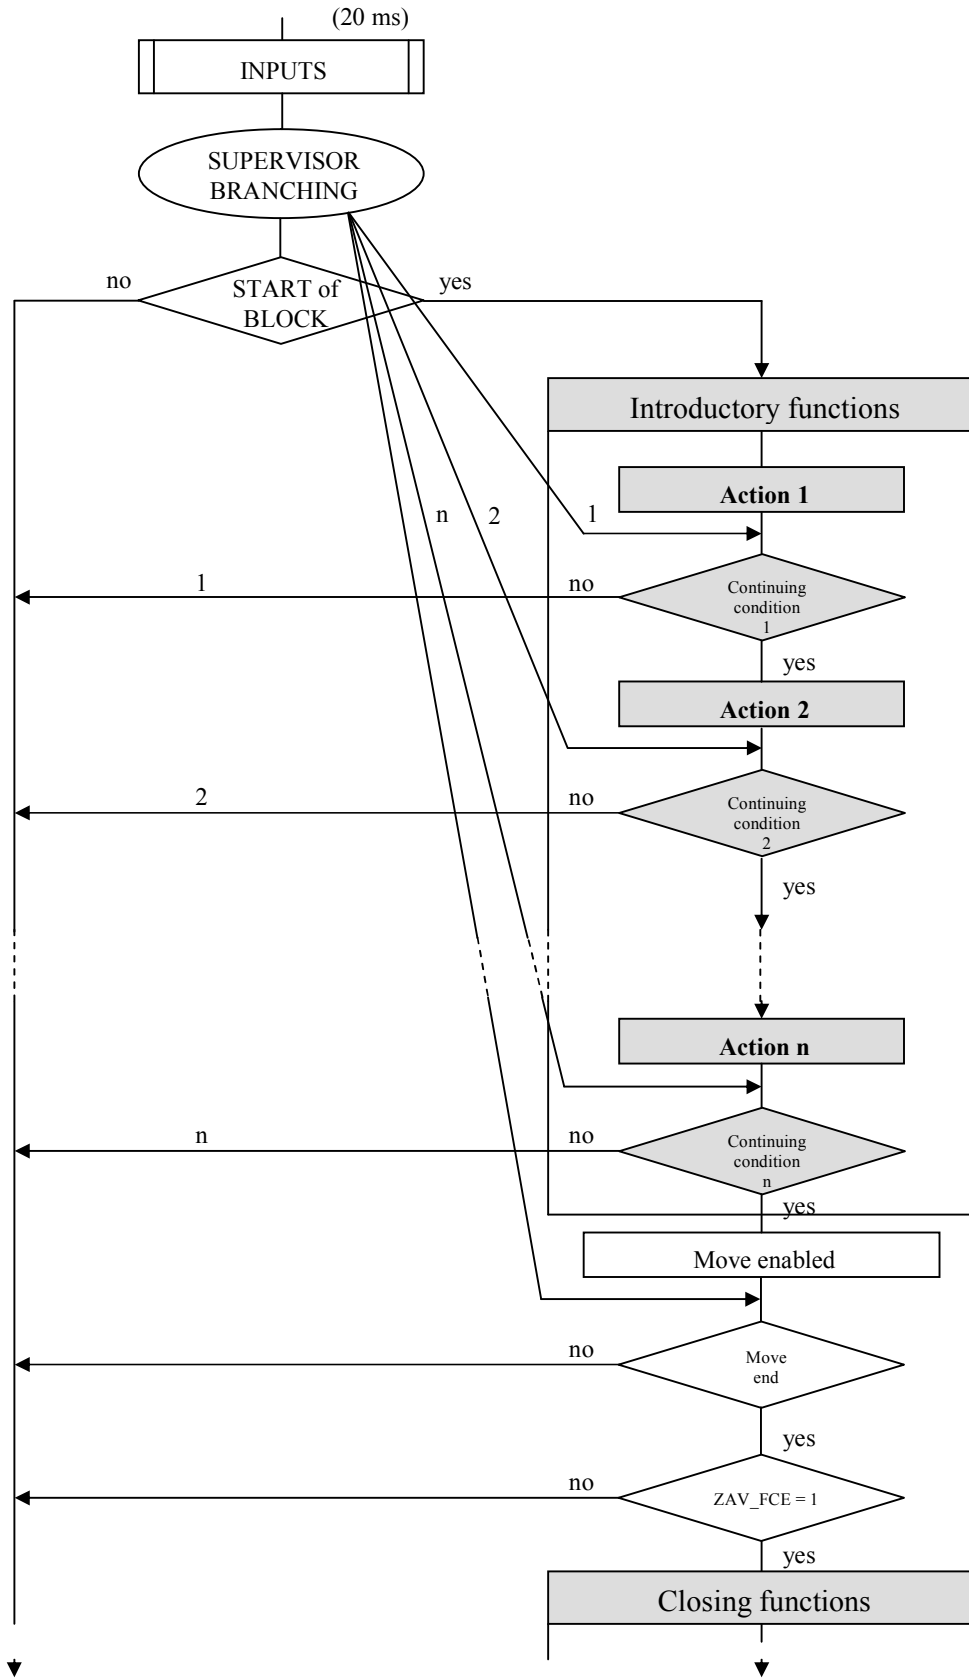 (20 ms)
INPUTS
SUPERVISOR
BRANCHING
no
START of
BLOCK
yes
Introductory functions
Action 1
n
2
1
1
no
Continuing
condition
1
yes
Action 2
2
no
Continuing
condition
2
yes
Action n
n
no
Continuing
condition
n
yes
Move enabled
no
Move
end
yes
no
ZAV_FCE = 1
yes
Closing functions